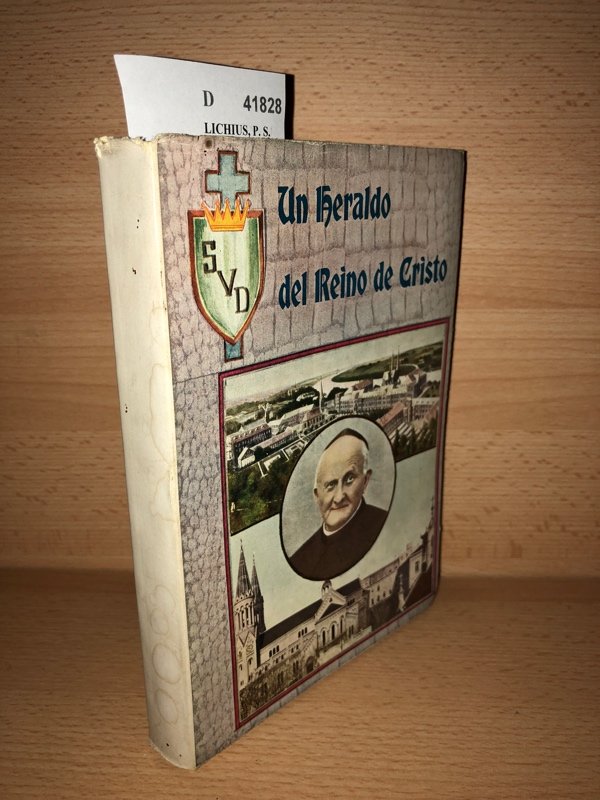 D 41828
LICHIUS, P. S.
SVD
Un Heraldo
del Reino de Cristo